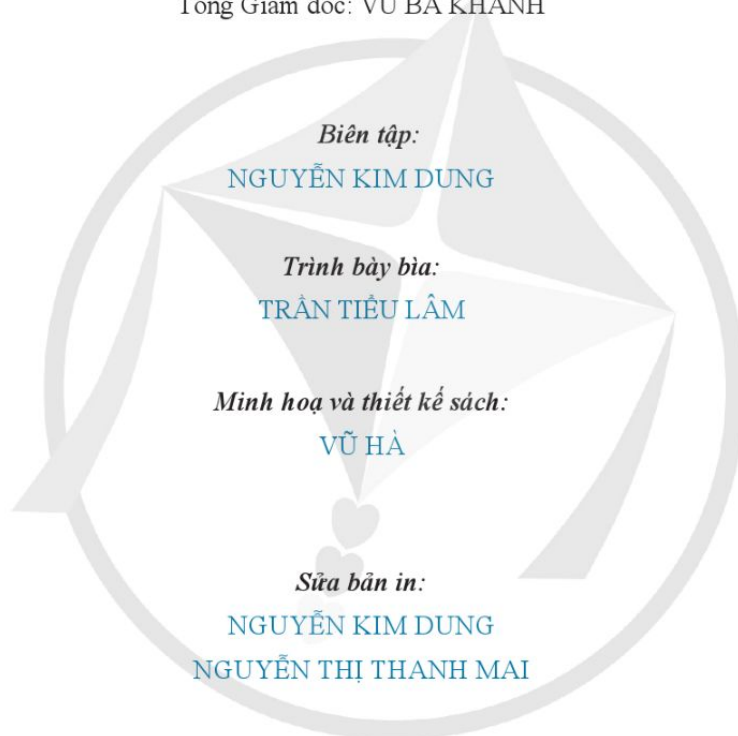 Tổng Giám đốc: VŨ BÁ KHÁNH
Biên tập:
NGUYỄN KIM DUNG
Trình bày bìa:
TRẦN TIỂU LÂM
Minh hoạ và thiết kế sách:
VŨ HÀ
Sửa bản in:
NGUYỄN KIM DUNG
NGUYỄN THỊ THANH MAI